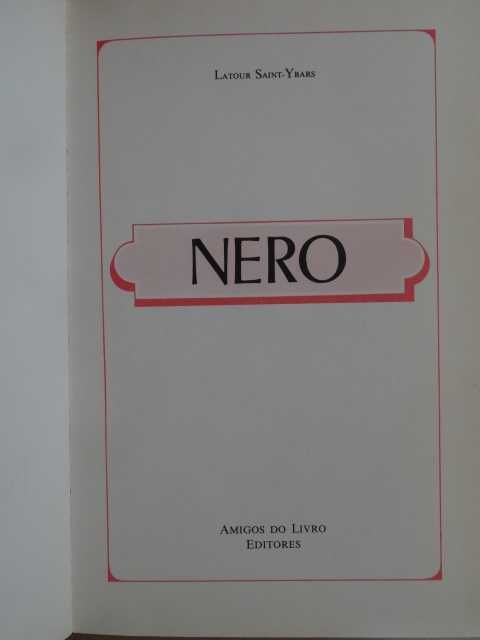 Latour Saint-Ybars
NERO
Amigos do Livro
Editores